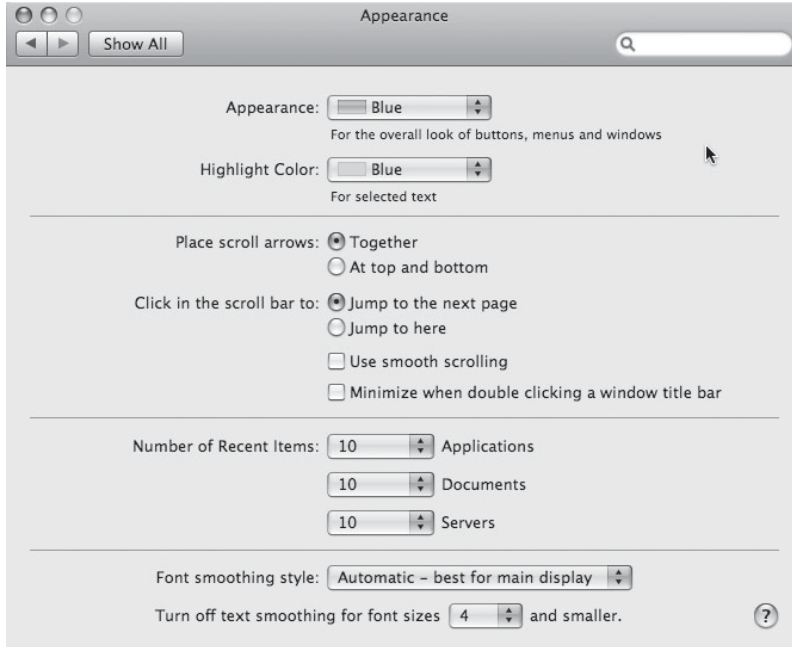 Appearance
Show All
Appearance: Blue
For the overall look of buttons, menus and windows
Highlight Color: Blue
For selected text
Place scroll arrows: Together
At top and bottom
Click in the scroll bar to: Jump to the next page
Jump to here
Use smooth scrolling
Minimize when double clicking a window title bar
Number of Recent Items: 10 Applications
10 Documents
10 Servers
Font smoothing style: Automatic – best for main display
Turn off text smoothing for font sizes 4 and smaller. ?